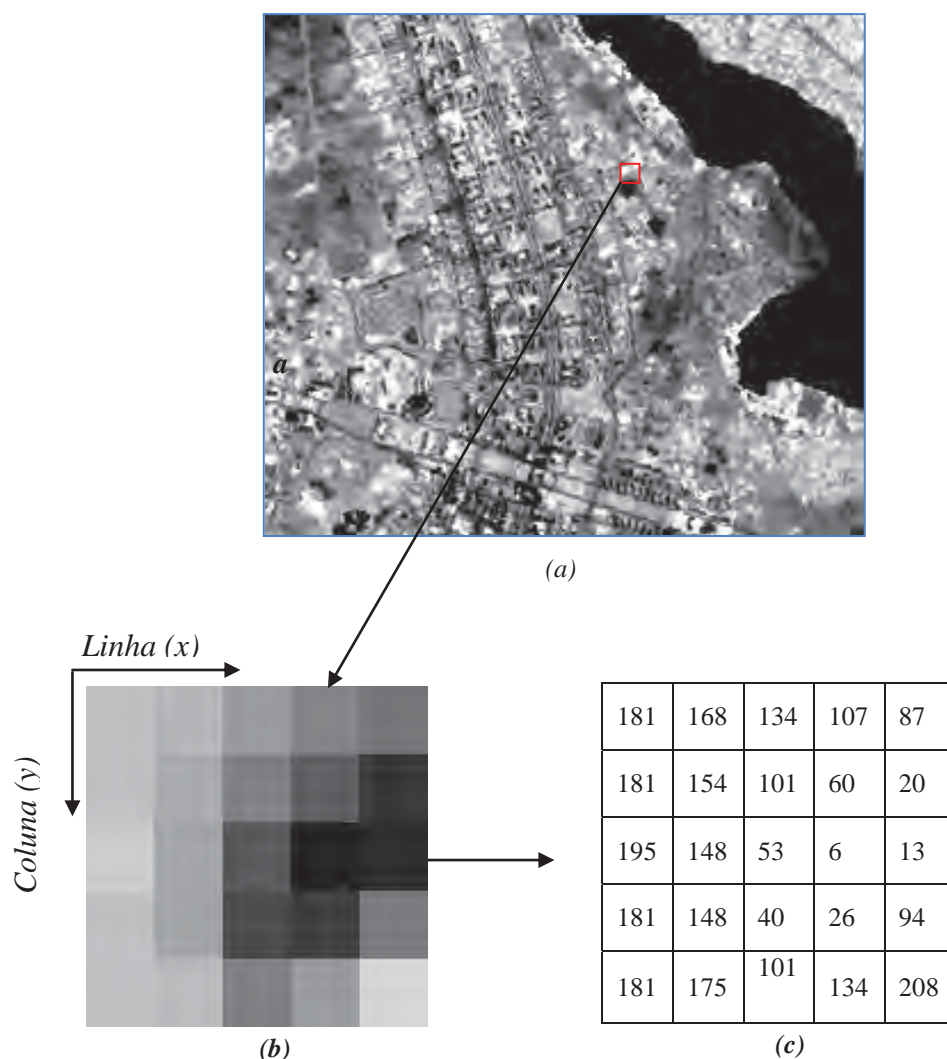 a
(a)
Linha (x)
Coluna (y)
181 168 134 107 87
181 154 101 60 20
195 148 53 6 13
181 148 40 26 94
181 175 101 134 208
(b)
(c)